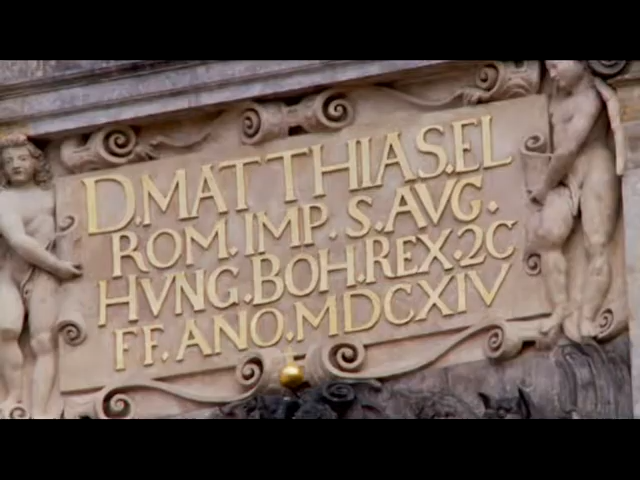 D.MATTHIAS.EL
ROM.IMP.S.AVG.
HVNG.BOH.REX.2C
FF.ANO.MDCXIV